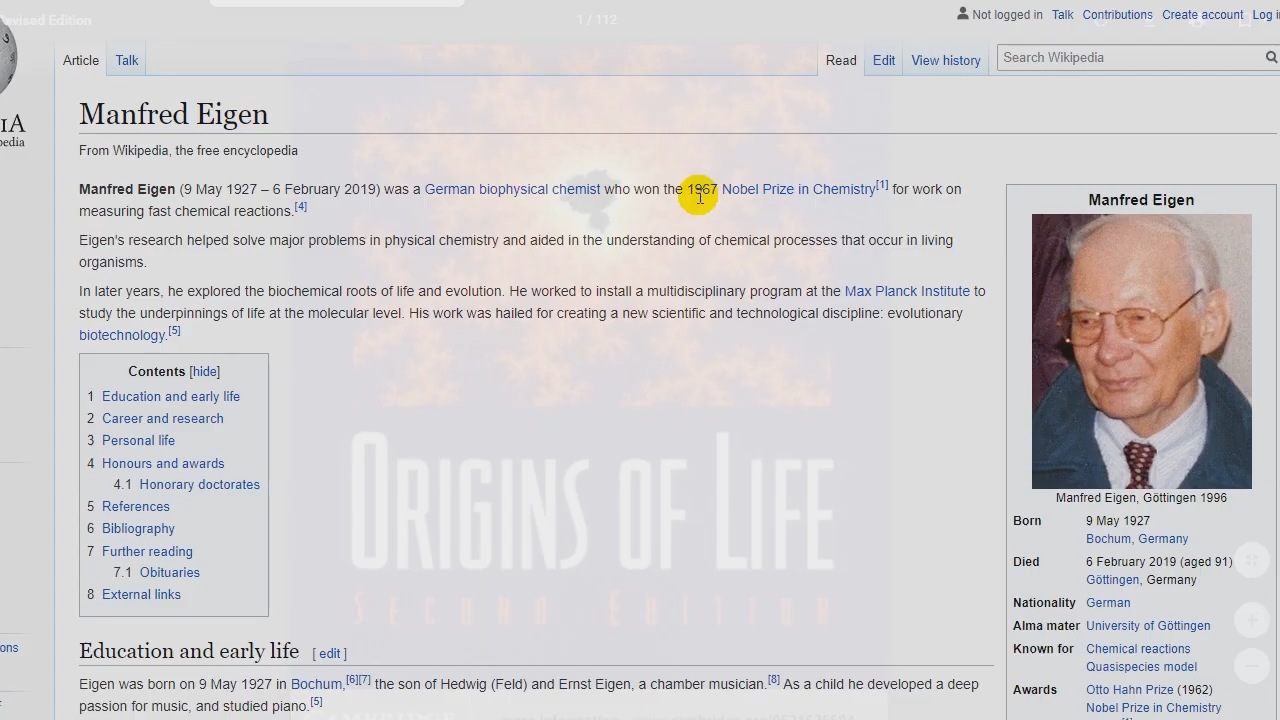 evised Edition
1 / 112
Not logged in Talk Contributions Create account Log i
Article Talk Read Edit View history Search Wikipedia
IA
pedia
Manfred Eigen
From Wikipedia, the free encyclopedia
Manfred Eigen (9 May 1927 – 6 February 2019) was a German biophysical chemist who won the 1967 Nobel Prize in Chemistry[1] for work on
measuring fast chemical reactions.[4]
Eigen's research helped solve major problems in physical chemistry and aided in the understanding of chemical processes that occur in living
organisms.
In later years, he explored the biochemical roots of life and evolution. He worked to install a multidisciplinary program at the Max Planck Institute to
study the underpinnings of life at the molecular level. His work was hailed for creating a new scientific and technological discipline: evolutionary
biotechnology.[5]
Contents [hide]
1 Education and early life
2 Career and research
3 Personal life
4 Honours and awards
4.1 Honorary doctorates
5 References
6 Bibliography
7 Further reading
7.1 Obituaries
8 External links
ORIGINS OF LIFE
SECOND EDITION
Education and early life [ edit ]
Eigen was born on 9 May 1927 in Bochum,[6][7] the son of Hedwig (Feld) and Ernst Eigen, a chamber musician.[8] As a child he developed a deep
passion for music, and studied piano.[5]
Manfred Eigen
Manfred Eigen, Göttingen 1996
Born 9 May 1927
Bochum, Germany
Died 6 February 2019 (aged 91)
Göttingen, Germany
Nationality German
Alma mater University of Göttingen
Known for Chemical reactions
Quasispecies model
Awards Otto Hahn Prize (1962)
Nobel Prize in Chemistry
ons